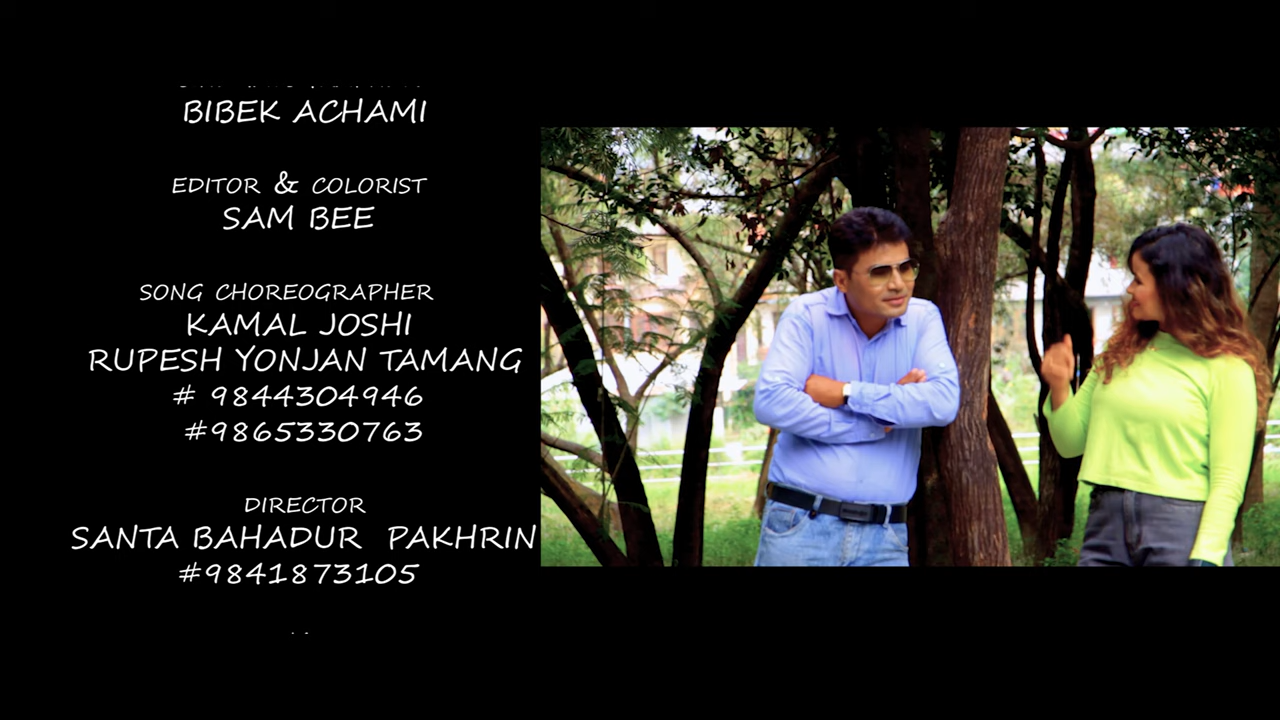 BIBEK ACHAMI
EDITOR & COLORIST
SAM BEE
SONG CHOREOGRAPHER
KAMAL JOSHI
RUPESH YONJAN TAMANG
# 9844304946
#9865330763
DIRECTOR
SANTA BAHADUR PAKHRIN
#9841873105